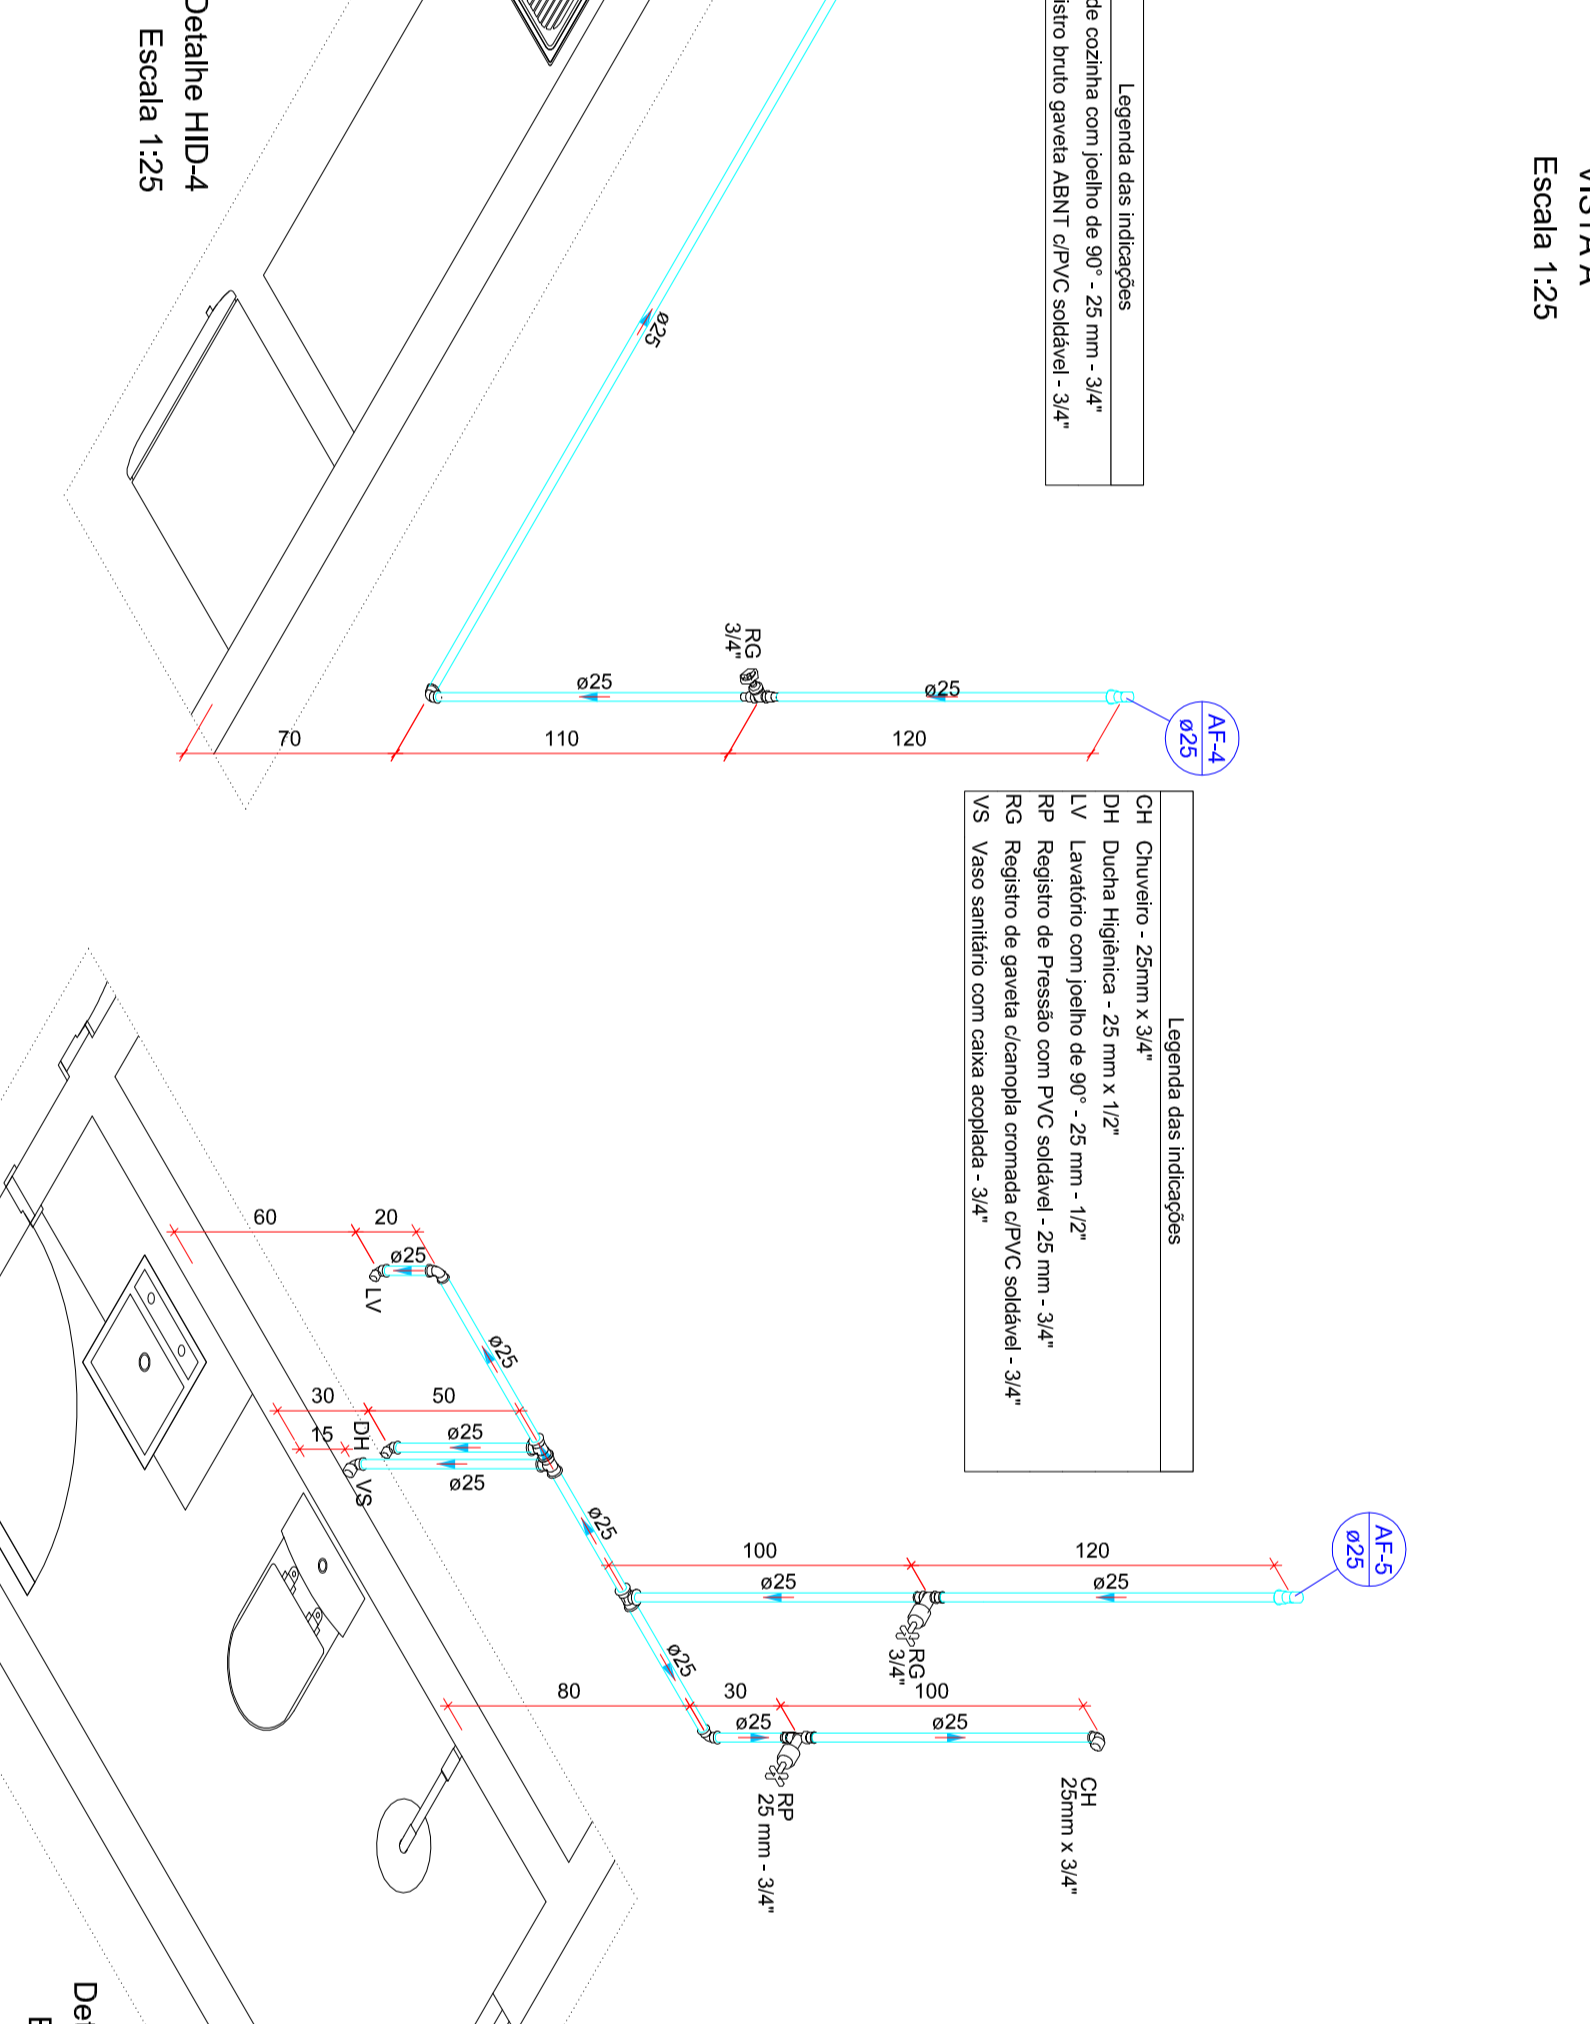 VISTA A
Escala 1:25
Legenda das indicações
de cozinha com joelho de 90° - 25 mm - 3/4"
istro bruto gaveta ABNT c/PVC soldável - 3/4"
Detalhe HID-4
Escala 1:25
ø25
RG
3/4"
ø25
ø25
AF-4
ø25
70
110
120
Legenda das indicações
CH Chuveiro - 25mm x 3/4"
DH Ducha Higiênica - 25 mm x 1/2"
LV Lavatório com joelho de 90° - 25 mm - 1/2"
RP Registro de Pressão com PVC soldável - 25 mm - 3/4"
RG Registro de gaveta c/canopla cromada c/PVC soldável - 3/4"
VS Vaso sanitário com caixa acoplada - 3/4"
AF-5
ø25
120
100
ø25
ø25
RG
3/4"
60
20
ø25
LV
ø25
30
50
15
DH
ø25
ø25
VS
ø25
ø25
80
30
100
ø25
ø25
RP
25 mm - 3/4"
CH
25mm x 3/4"
Det
E